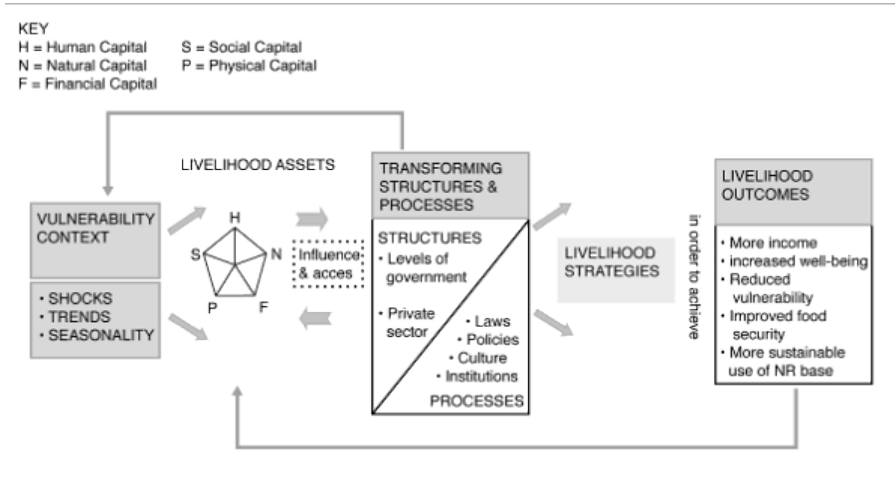 KEY
H = Human Capital S = Social Capital
N = Natural Capital P = Physical Capital
F = Financial Capital
LIVELIHOOD ASSETS
VULNERABILITY
CONTEXT
• SHOCKS
• TRENDS
• SEASONALITY
H
S
N
P
F
Influence
& acces
TRANSFORMING
STRUCTURES &
PROCESSES
STRUCTURES
• Levels of
government
• Private
sector
• Laws
• Policies
• Culture
• Institutions
PROCESSES
LIVELIHOOD
STRATEGIES
in order to achieve
LIVELIHOOD
OUTCOMES
• More income
• increased well-being
• Reduced
vulnerability
• Improved food
security
• More sustainable
use of NR base